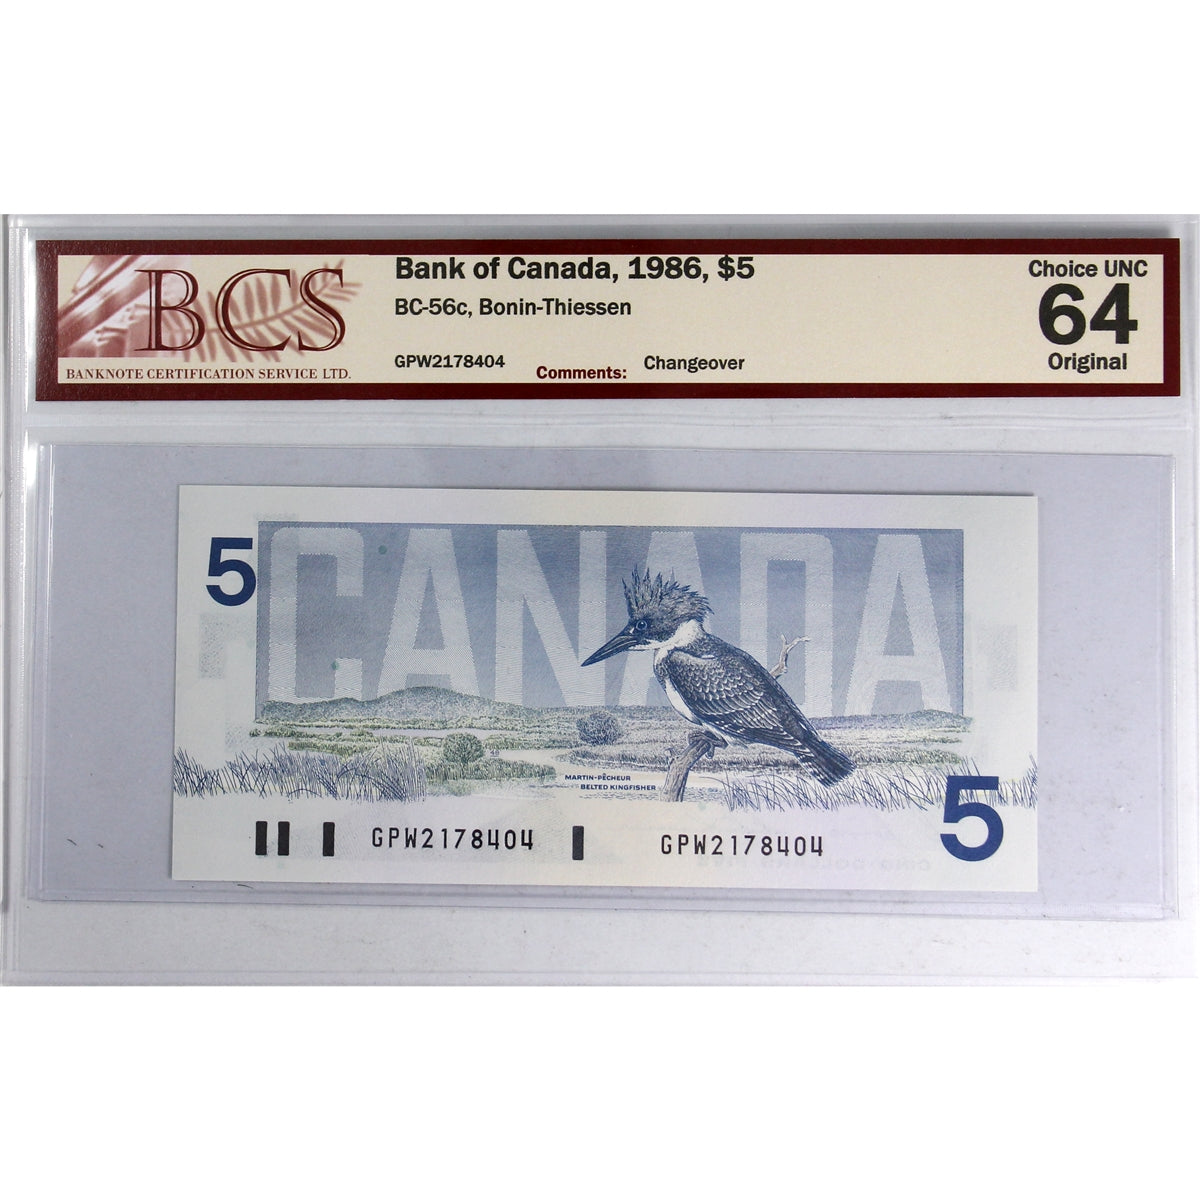 BCS
BANKNOTE CERTIFICATION SERVICE LTD.
Bank of Canada, 1986, $5
BC-56c, Bonin-Thiessen
GPW2178404
Comments: Changeover
Choice UNC
64
Original
5
CANADA
MARTIN-PÊCHEUR
BELTED KINGFISHER
GPW2178404
GPW2178404
5